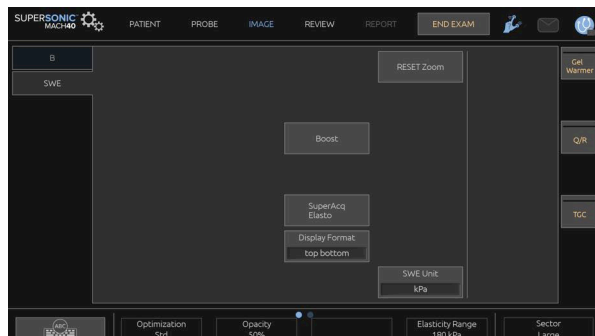 SUPERSONIC
MACH40
PATIENT
PROBE
IMAGE
REVIEW
REPORT
END EXAM
B
SWE
RESET Zoom
Gel
Warmer
Boost
Q/R
SuperAcq
Elasto
TGC
Display Format
top bottom
SWE Unit
kPa
ABC
Optimization
Std
Opacity
50%
Elasticity Range
180 kPa
Sector
Large